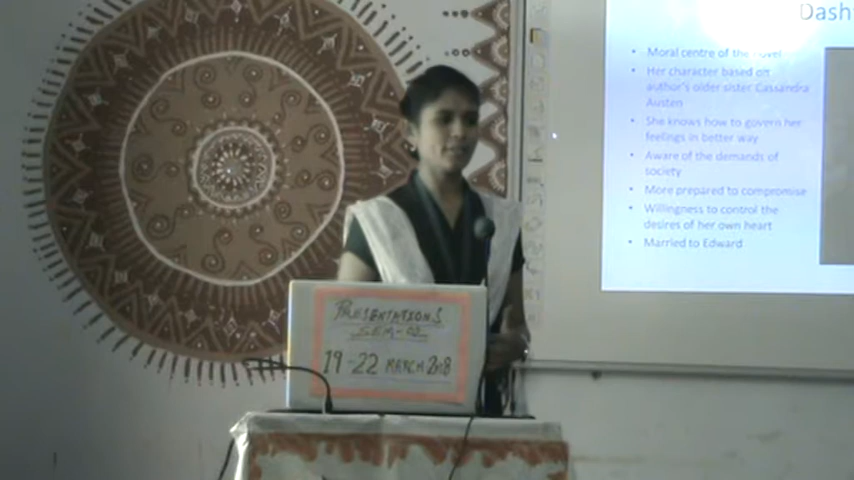 PRESENTATIONS
SEM-02
19-22 MARCH 2018
Dash
• Moral centre of the novel
• Her character based on
author's older sister Cassandra
Austen
• She knows how to govern her
feelings in better way
• Aware of the demands of
society
• More prepared to compromise
• Willingness to control the
desires of her own heart
• Married to Edward